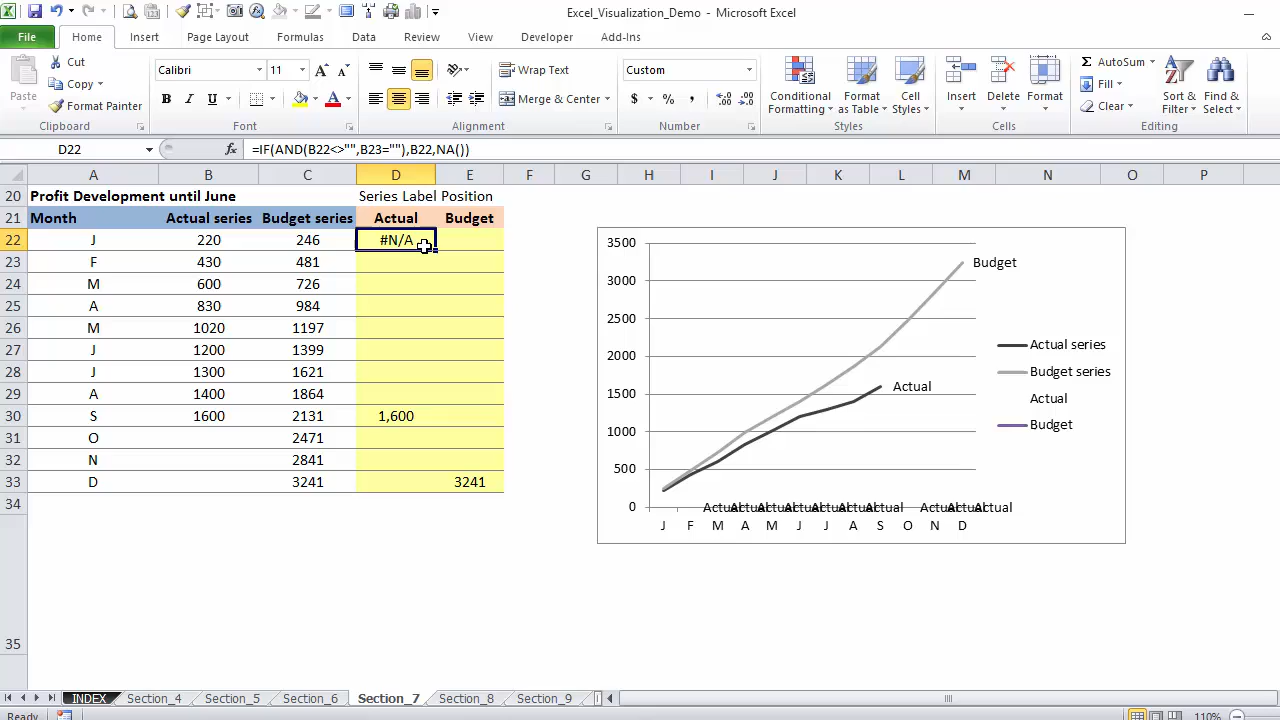 Excel_Visualization_Demo – Microsoft Excel
File Home Insert Page Layout Formulas Data Review View Developer Add-Ins
Paste
Cut
Copy
Format Painter
Clipboard
Calibri 11
B I U
Font
Wrap Text
Merge & Center
Alignment
Custom
$ % ,
Number
Conditional Formatting
Format as Table
Cell Styles
Styles
Insert
Delete
Format
Cells
AutoSum
Fill
Clear
Sort & Filter
Find & Select
Editing
D22 fx =IF(AND(B22<>"",B23=""),B22,NA())
A B C D E F G H I J K L M N O P
20 Profit Development until June Series Label Position
21 Month Actual series Budget series Actual Budget
22 J 220 246 #N/A
23 F 430 481
24 M 600 726
25 A 830 984
26 M 1020 1197
27 J 1200 1399
28 J 1300 1621
29 A 1400 1864
30 S 1600 2131 1,600
31 O 2471
32 N 2841
33 D 3241 3241
34
35
3500
3000
2500
2000
1500
1000
500
0
Budget
Actual
Actual series
Budget series
Actual
Budget
Actual Actual Actual Actual Actual Actual Actual Actual Actual Actual
J F M A M J J A S O N D
INDEX Section_4 Section_5 Section_6 Section_7 Section_8 Section_9
Ready 110%